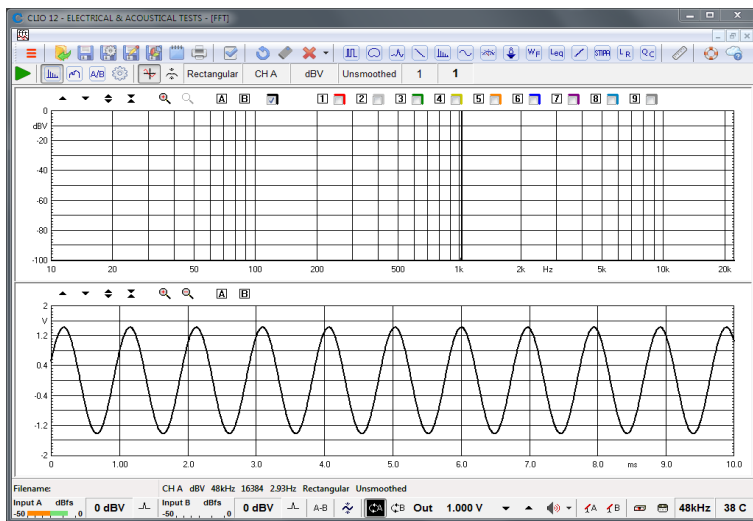 CLIO 12 - ELECTRICAL & ACOUSTICAL TESTS - [FFT]
A/B Rectangular CH A dBV Unsmoothed 1 1
WF Leq STIPA LR QC
A B 1 2 3 4 5 6 7 8 9
0
dBV
-20
-40
-60
-80
-100
10 20 50 100 200 500 1k 2k Hz 5k 10k 20k
A B
2
V
1.2
0.4
-0.4
-1.2
-2
0 1.00 2.0 3.0 4.0 5.0 6.0 7.0 8.0 ms 9.0 10.0
Filename: CH A dBV 48kHz 16384 2.93Hz Rectangular Unsmoothed
Input A dBfs
-50 0
0 dBV
Input B dBfs
-50 0
0 dBV
A-B A B Out 1.000 V A B 48kHz 38 C